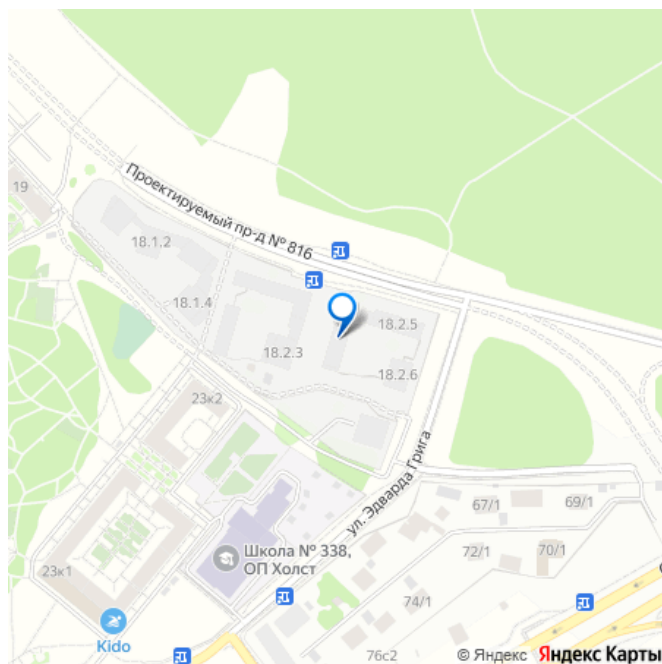 19
Проектируемый пр-д № 816
18.1.2
18.1.4
18.2.5
18.2.3
18.2.6
23к2
ул. Эдварда Грига
67/1
69/1
Школа № 338,
ОП Холст
72/1
70/1
23к1
74/1
Kido
76с2
© Яндекс Яндекс Карты